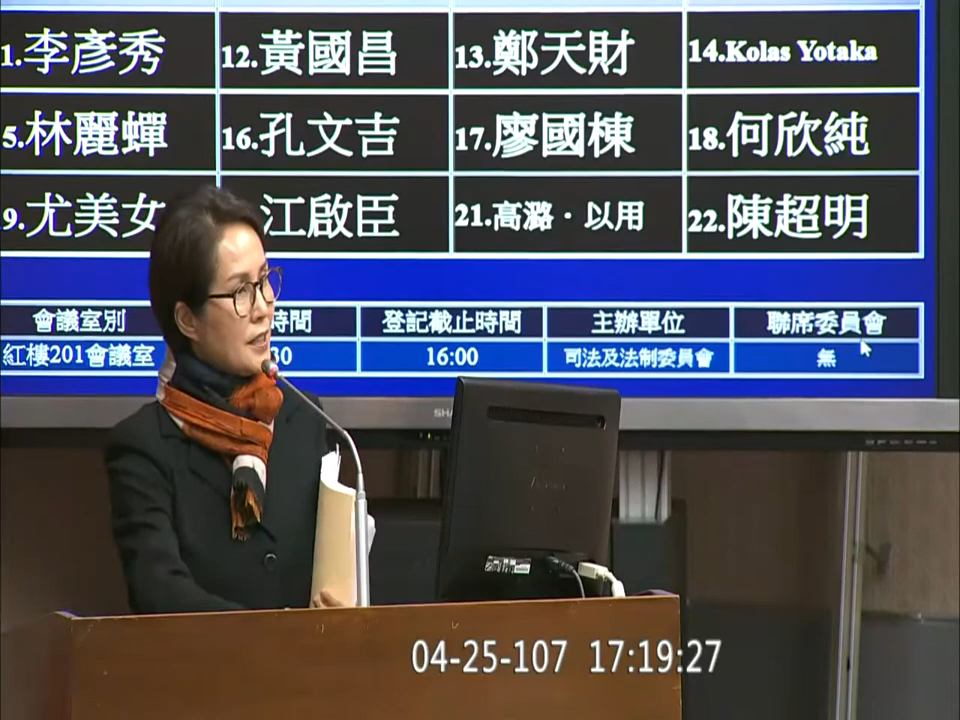 1.李彥秀 12.黃國昌 13.鄭天財 14.Kolas Yotaka
5.林麗蟬 16.孔文吉 17.廖國棟 18.何欣純
9.尤美女 江啟臣 21.高潞·以用 22.陳超明
會議室別 時間 登記截止時間 主辦單位 聯席委員會
紅樓201會議室 30 16:00 司法及法制委員會 無
04-25-107 17:19:27